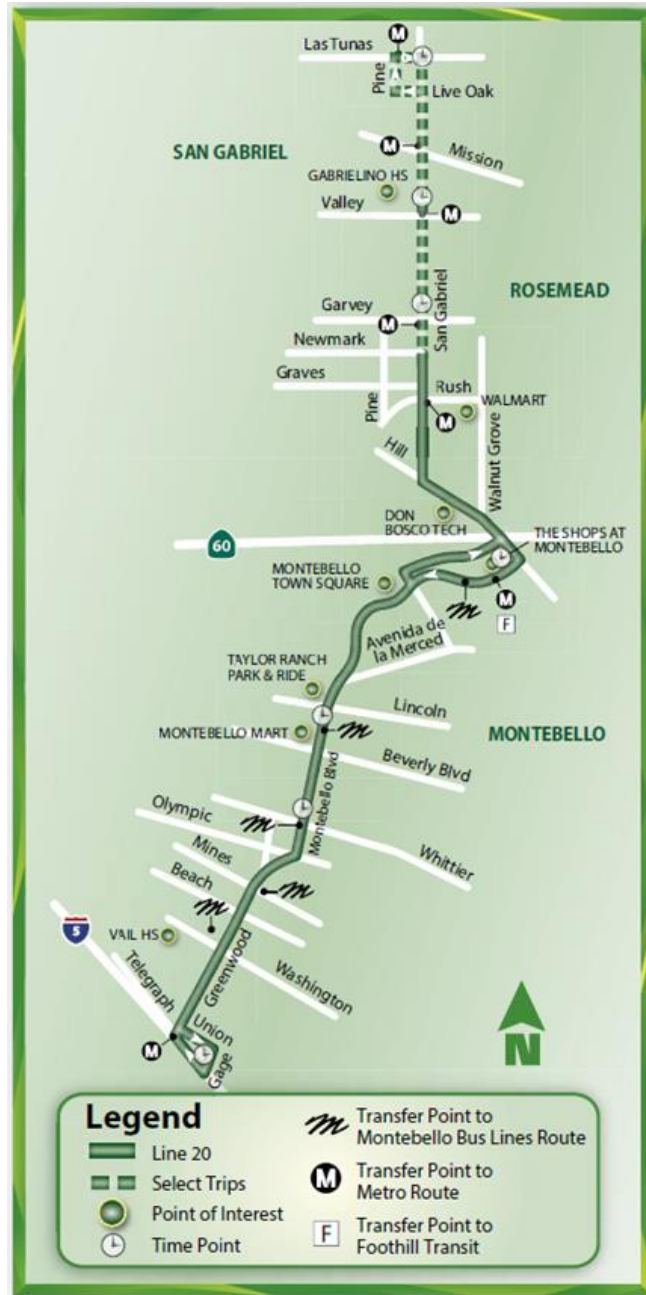 M
Las Tunas
Pine
Live Oak
SAN GABRIEL
M
Mission
GABRIELINO HS
Valley
M
ROSEMEAD
San Gabriel
Garvey
M
Newmark
Graves
Pine
Rush
WALMART
M
Walnut Grove
Hill
DON
BOSCO TECH
60
THE SHOPS AT
MONTEBELLO
MONTEBELLO
TOWN SQUARE
M
M
F
Avenida de
la Merced
TAYLOR RANCH
PARK & RIDE
Lincoln
MONTEBELLO MART
M
MONTEBELLO
Beverly Blvd
Montebello Blvd
Olympic
M
Whittier
Mines
Beach
M
M
VAIL HS
5
Telegraph
Greenwood
Washington
Union
M
Gage
N
Legend
Line 20
Select Trips
Point of Interest
Time Point
M Transfer Point to
Montebello Bus Lines Route
M Transfer Point to
Metro Route
F Transfer Point to
Foothill Transit